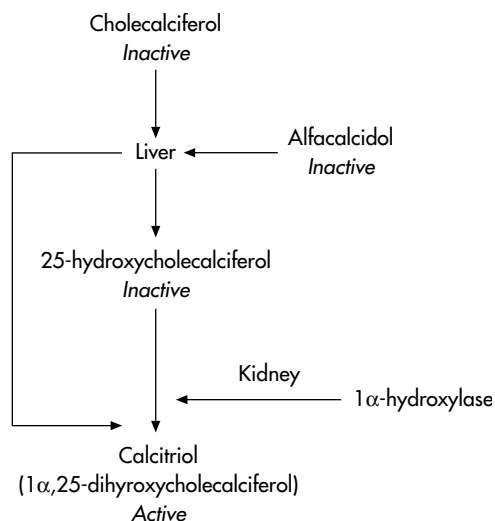 Cholecalciferol
Inactive
Liver
Alfacalcidol
Inactive
25-hydroxycholecalciferol
Inactive
Kidney
1α-hydroxylase
Calcitriol
(1α,25-dihyroxycholecalciferol)
Active